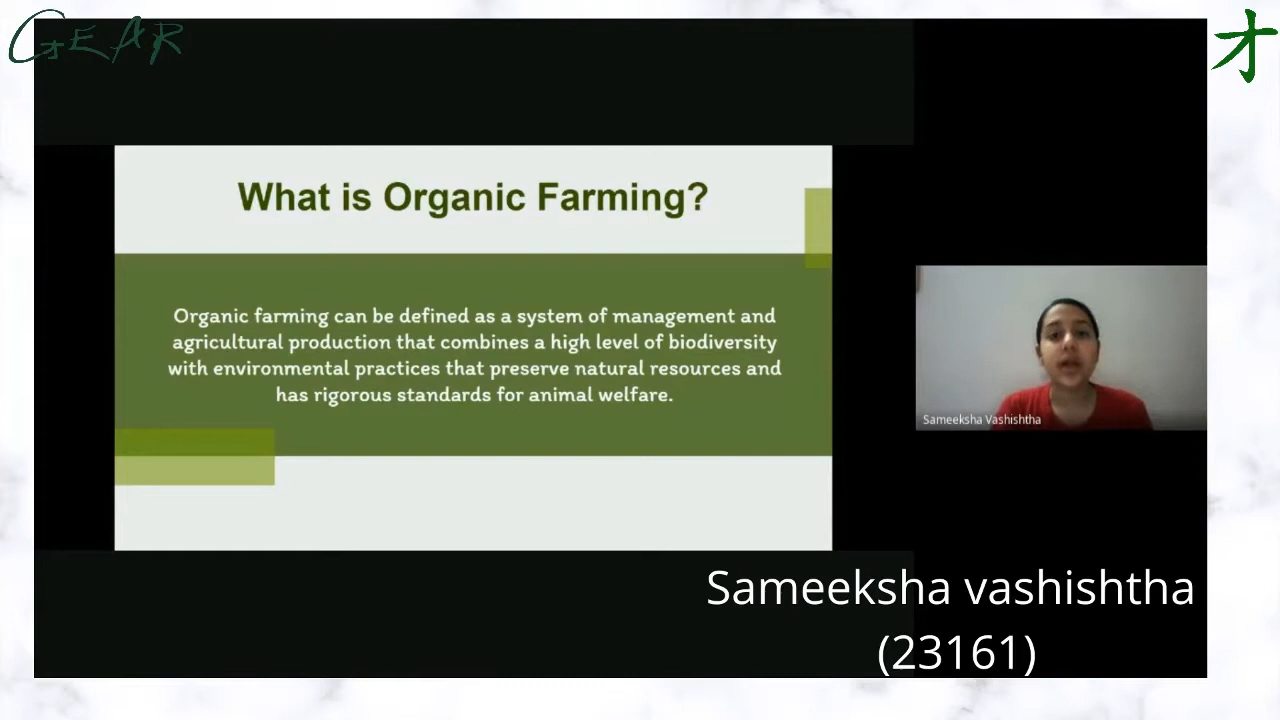 GEAR
才
What is Organic Farming?
Organic farming can be defined as a system of management and
agricultural production that combines a high level of biodiversity
with environmental practices that preserve natural resources and
has rigorous standards for animal welfare.
Sameeksha Vashishtha
Sameeksha vashishtha
(23161)